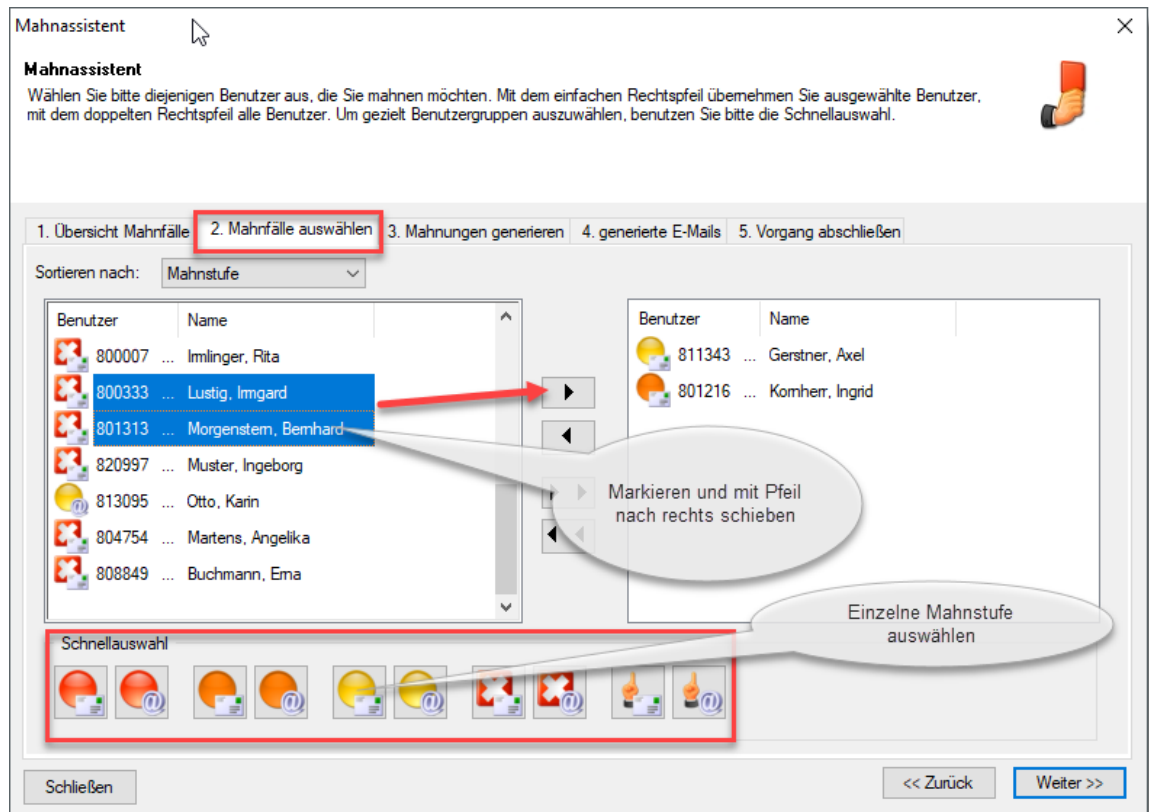 Mahnassistent
Mahnassistent
Wählen Sie bitte diejenigen Benutzer aus, die Sie mahnen möchten. Mit dem einfachen Rechtspfeil übernehmen Sie ausgewählte Benutzer,
mit dem doppelten Rechtspfeil alle Benutzer. Um gezielt Benutzergruppen auszuwählen, benutzen Sie bitte die Schnellauswahl.
1. Übersicht Mahnfälle 2. Mahnfälle auswählen 3. Mahnungen generieren 4. generierte E-Mails 5. Vorgang abschließen
Sortieren nach: Mahnstufe
Benutzer Name
800007 ... Imlinger, Rita
800333 ... Lustig, Irmgard
801313 ... Morgenstern, Bernhard
820997 ... Muster, Ingeborg
813095 ... Otto, Karin
804754 ... Martens, Angelika
808849 ... Buchmann, Erna
Benutzer Name
811343 ... Gerstner, Axel
801216 ... Kornherr, Ingrid
Markieren und mit Pfeil
nach rechts schieben
Einzelne Mahnstufe
auswählen
Schnellauswahl
Schließen
<< Zurück
Weiter >>